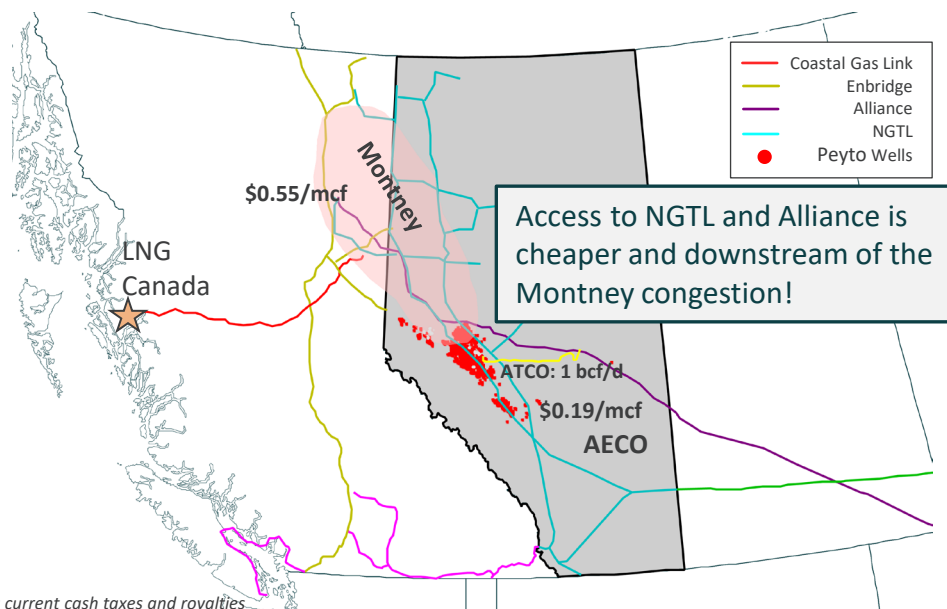 Coastal Gas Link
Enbridge
Alliance
NGTL
Peyto Wells
Montney
$0.55/mcf
Access to NGTL and Alliance is
cheaper and downstream of the
Montney congestion!
LNG
Canada
ATCO: 1 bcf/d
$0.19/mcf
AECO
current cash taxes and royalties